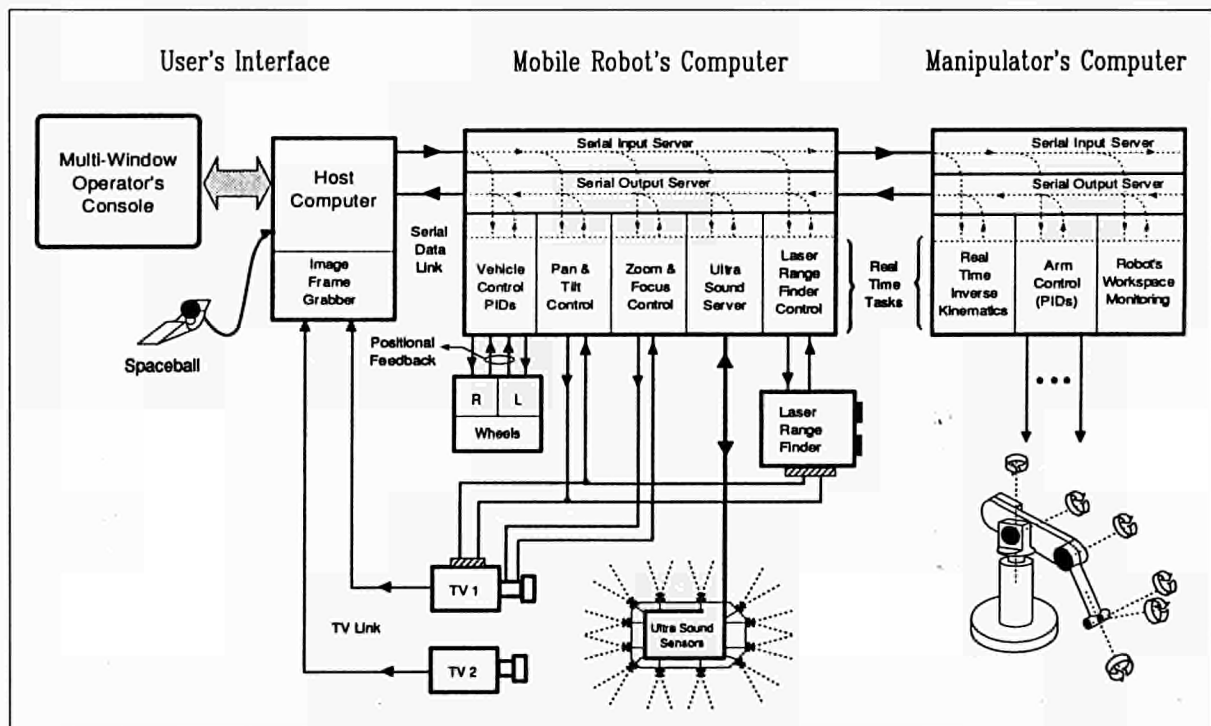 User's Interface
Mobile Robot's Computer
Manipulator's Computer
Multi-Window
Operator's
Console
Host
Computer
Image
Frame
Grabber
Spaceball
Serial
Data
Link
Serial Input Server
Serial Output Server
Vehicle
Control
PIDs
Pan &
Tilt
Control
Zoom &
Focus
Control
Ultra
Sound
Server
Laser
Range
Finder
Control
Real
Time
Tasks
Serial Input Server
Serial Output Server
Real
Time
Inverse
Kinematics
Arm
Control
(PIDs)
Robot's
Workspace
Monitoring
Positional
Feedback
R
L
Wheels
Laser
Range
Finder
TV 1
TV Link
TV 2
Ultra Sound
Sensors